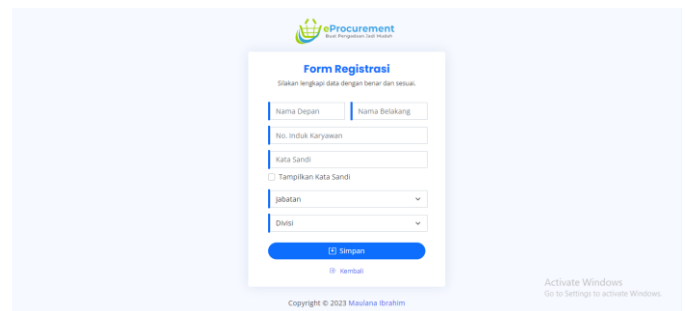 eProcurement
Buat Pengadaan Jadi Mudah
Form Registrasi
Silakan lengkapi data dengan benar dan sesuai.
Nama Depan
Nama Belakang
No. Induk Karyawan
Kata Sandi
Tampilkan Kata Sandi
Jabatan
Divisi
Simpan
Kembali
Activate Windows
Go to Settings to activate Windows.
Copyright © 2023 Maulana Ibrahim